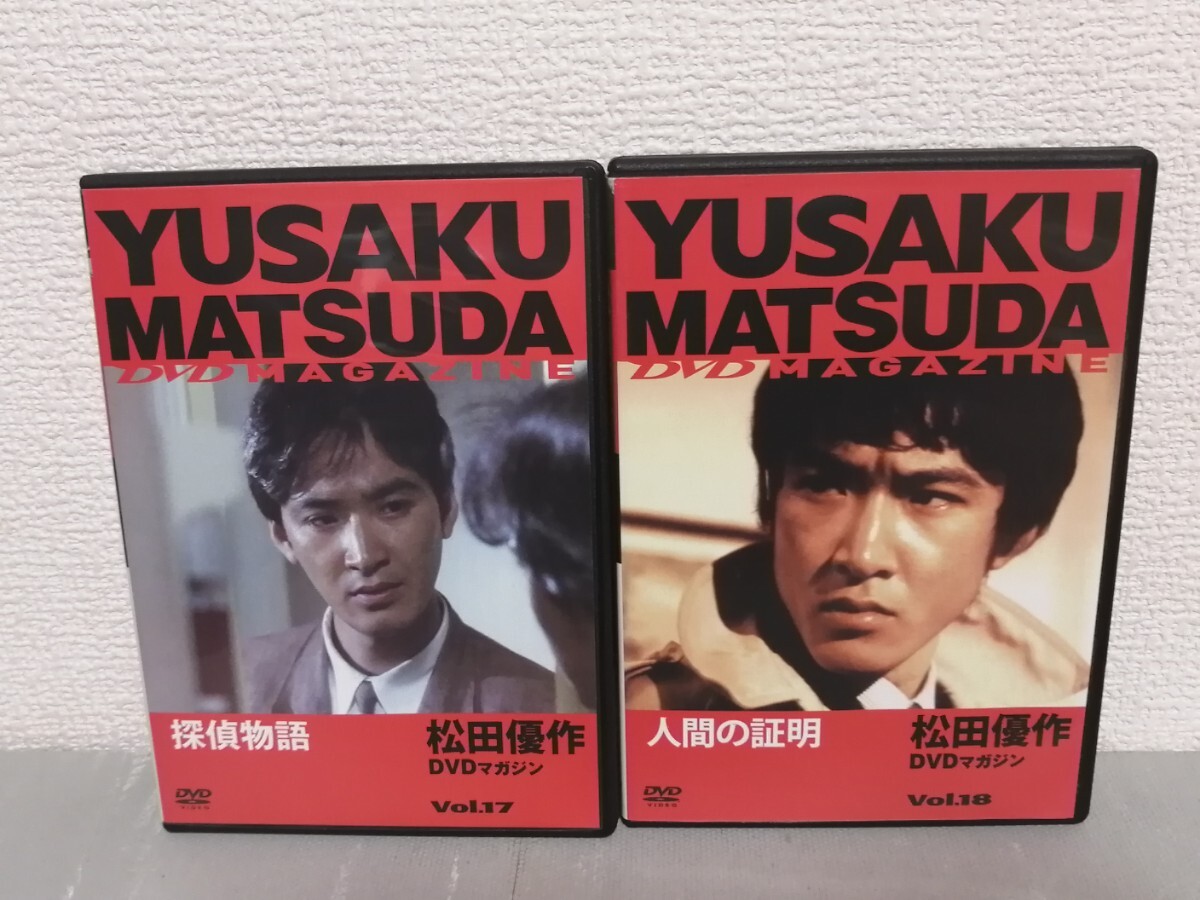 YUSAKU
MATSUDA
DVD MAGAZINE
探偵物語
松田優作
DVDマガジン
DVD
VIDEO
Vol.17
YUSAKU
MATSUDA
DVD MAGAZINE
人間の証明
松田優作
DVDマガジン
DVD
VIDEO
Vol.18